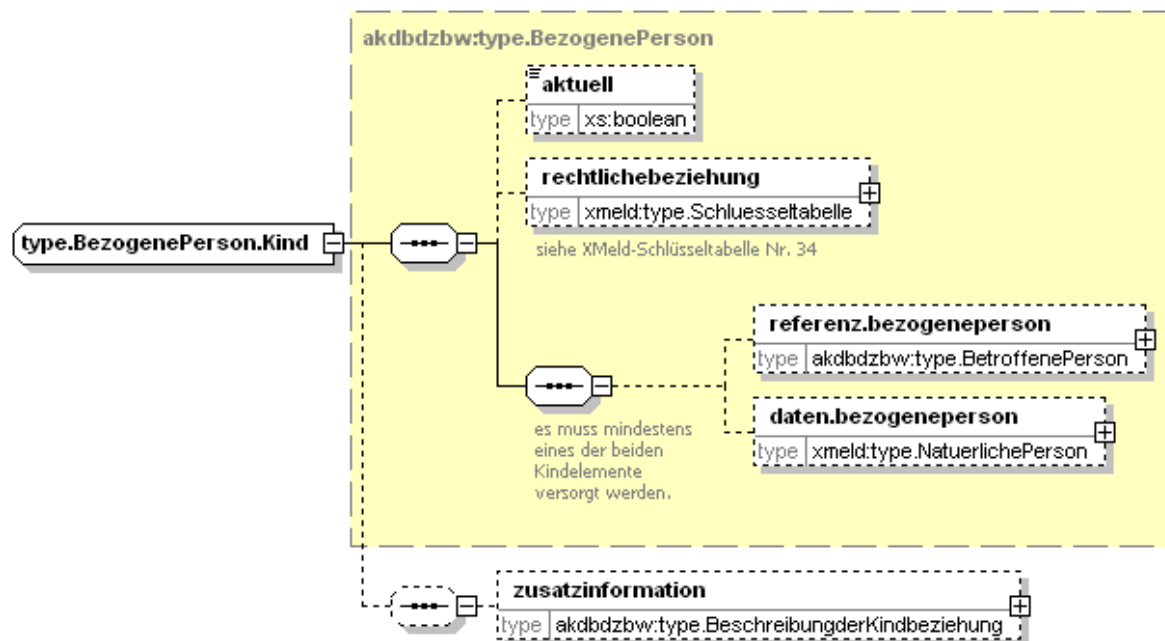 akdbdzbw:type.BezogenePerson
aktuell
type xs:boolean
rechtlichebeziehung
type xmeld:type.Schluesseltabelle
siehe XMeld-Schlüsseltabelle Nr. 34
type.BezogenePerson.Kind
referenz.bezogeneperson
type akdbdzbw:type.BetroffenePerson
daten.bezogeneperson
type xmeld:type.NatuerlichePerson
es muss mindestens
eines der beiden
Kindelemente
versorgt werden.
zusatzinformation
type akdbdzbw:type.BeschreibungderKindbeziehung